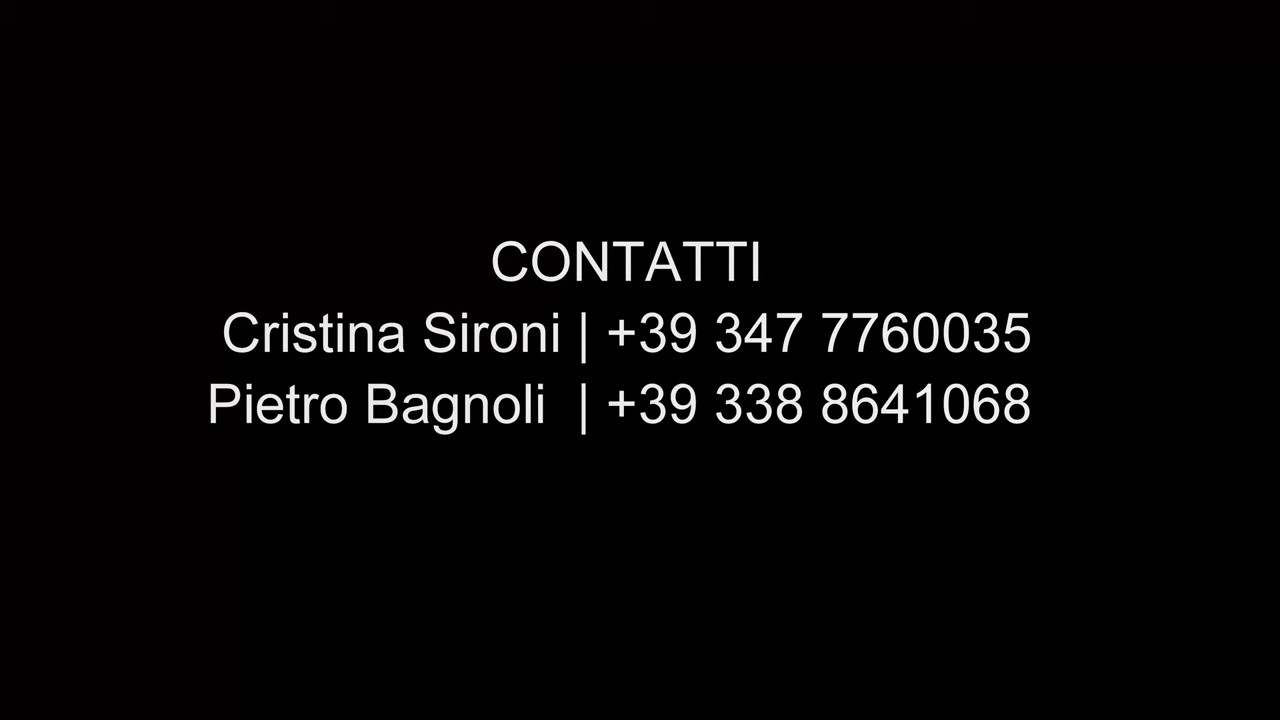 CONTATTI
Cristina Sironi | +39 347 7760035
Pietro Bagnoli | +39 338 8641068